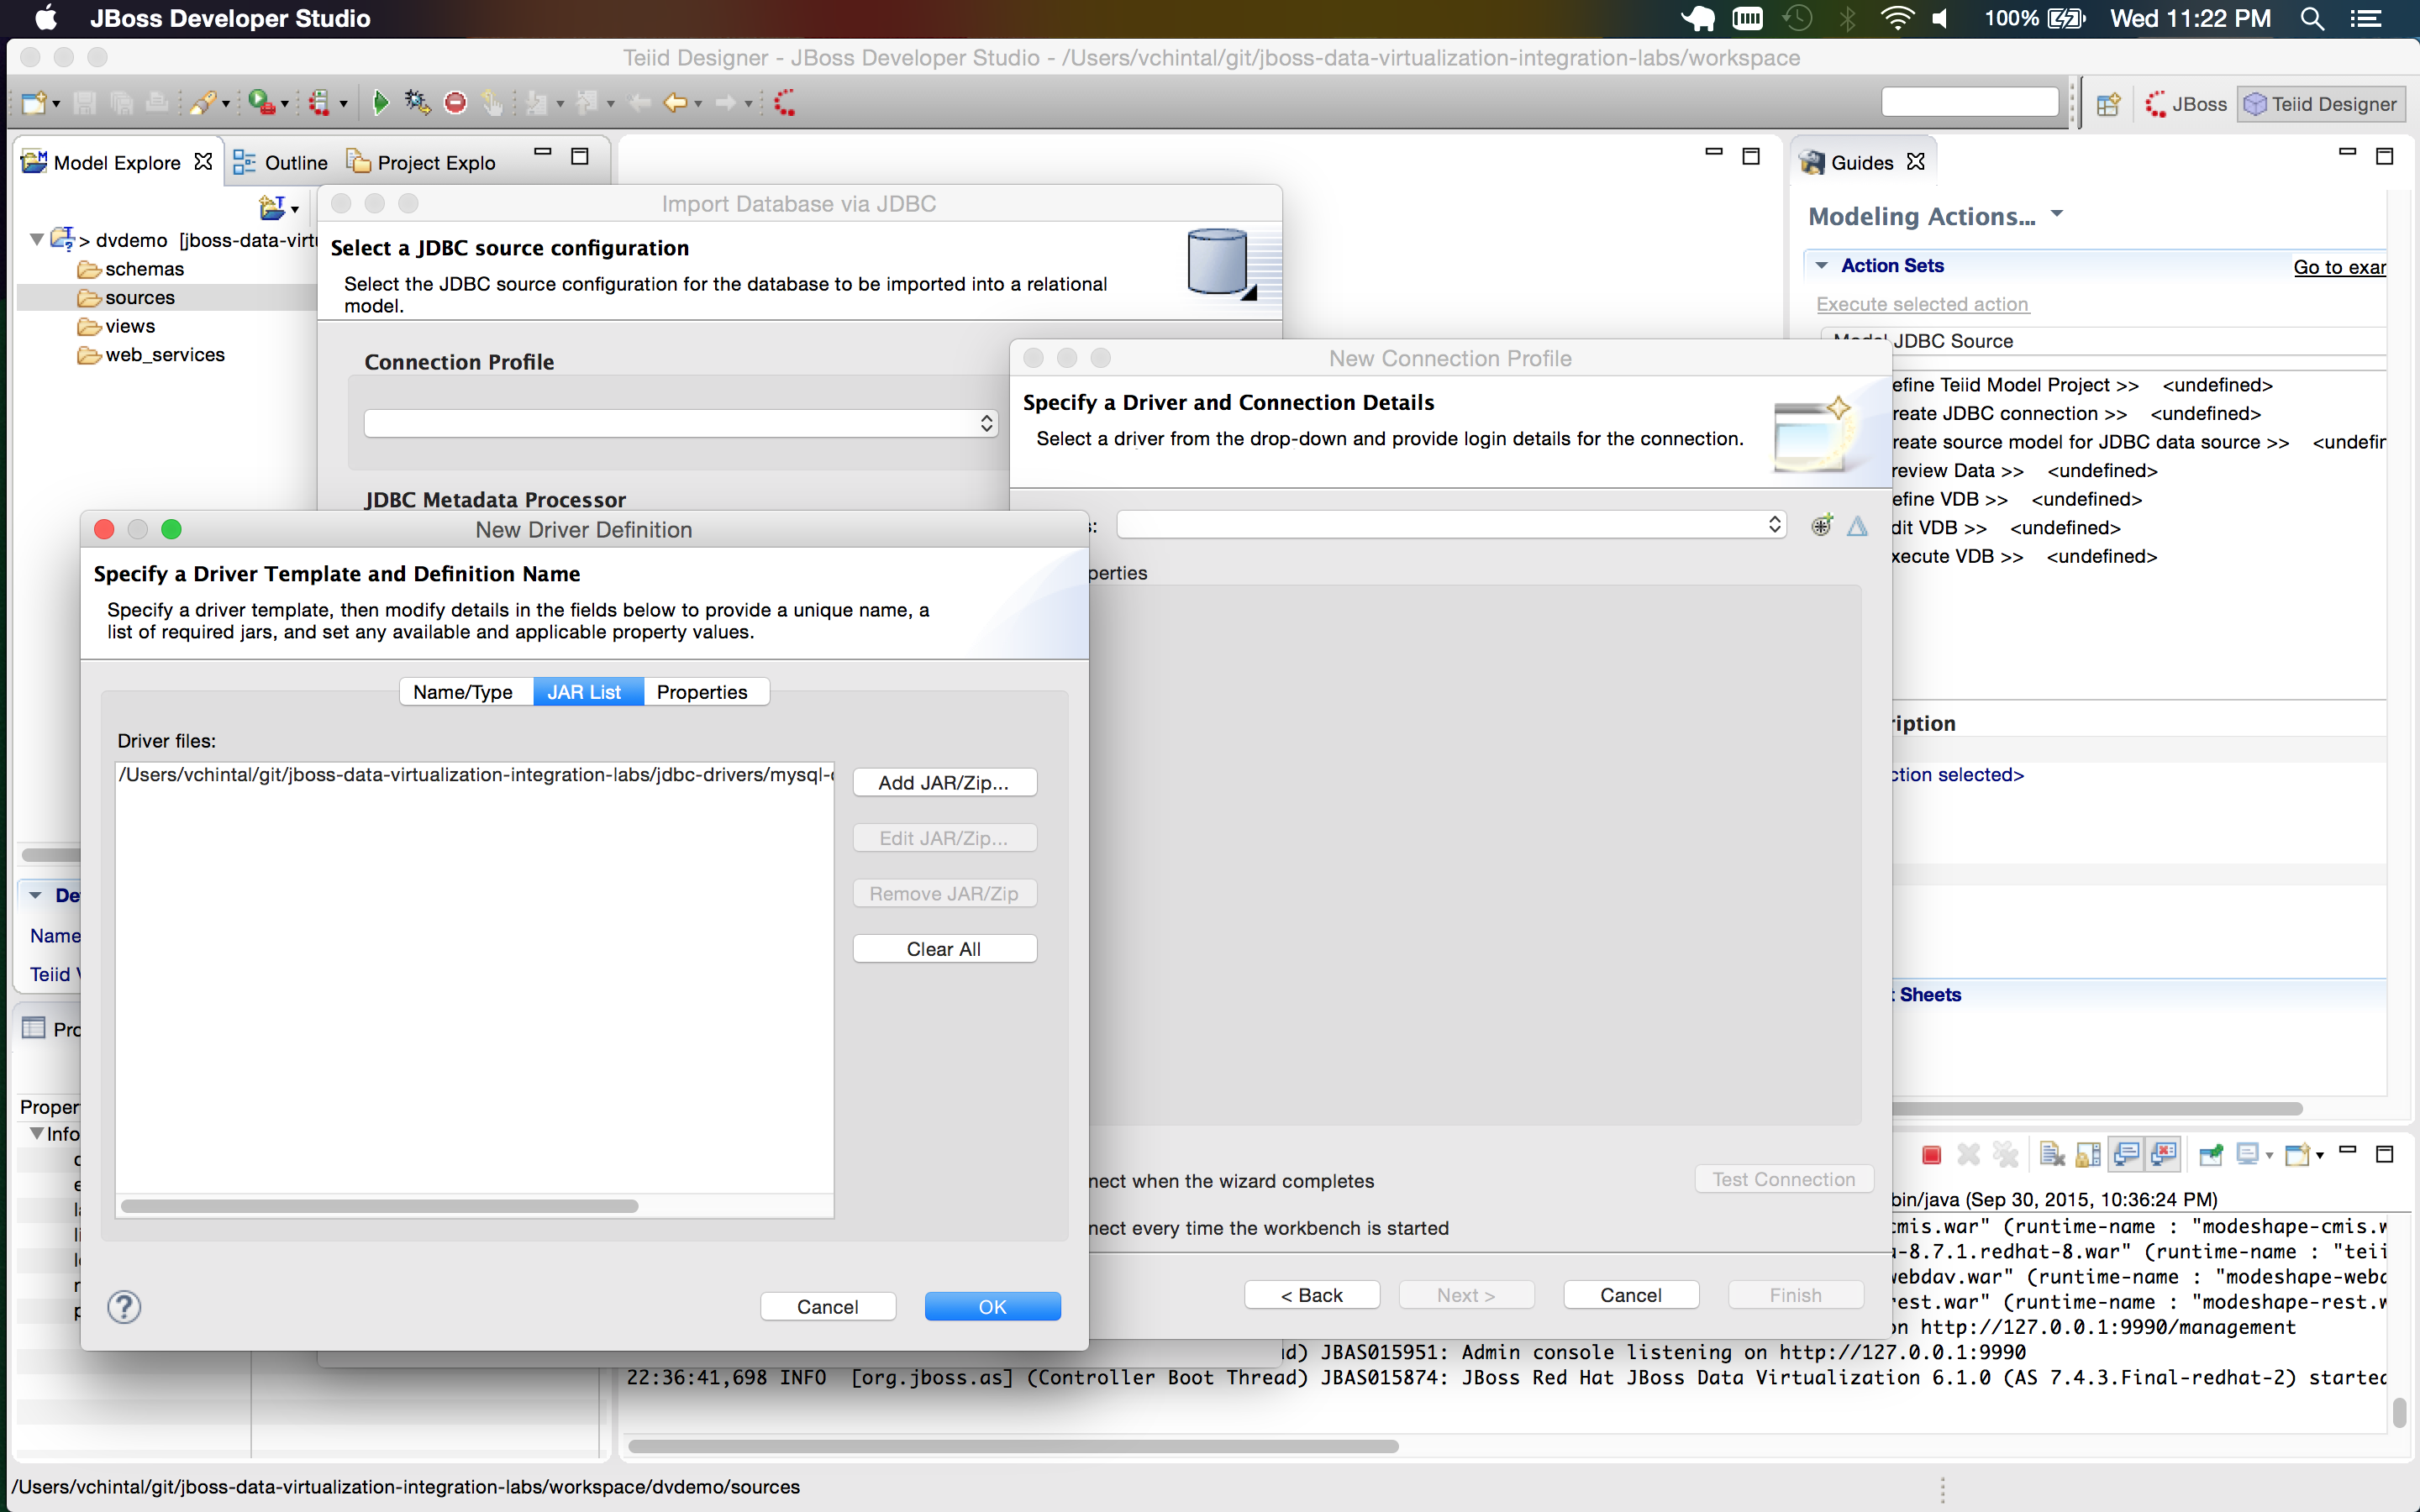 JBoss Developer Studio
100%
Wed 11:22 PM
Teiid Designer - JBoss Developer Studio - /Users/vchintal/git/jboss-data-virtualization-integration-labs/workspace
JBoss
Teiid Designer
Model Explore
Outline
Project Explo
> dvdemo [jboss-data-virtu
schemas
sources
views
web_services
Import Database via JDBC
Select a JDBC source configuration
Select the JDBC source configuration for the database to be imported into a relational
model.
Connection Profile
JDBC Metadata Processor
New Connection Profile
Specify a Driver and Connection Details
Select a driver from the drop-down and provide login details for the connection.
s:
perties
nect when the wizard completes
Test Connection
nect every time the workbench is started
< Back
Next >
Cancel
Finish
New Driver Definition
Specify a Driver Template and Definition Name
Specify a driver template, then modify details in the fields below to provide a unique name, a
list of required jars, and set any available and applicable property values.
Name/Type
JAR List
Properties
Driver files:
/Users/vchintal/git/jboss-data-virtualization-integration-labs/jdbc-drivers/mysql-c
Add JAR/Zip...
Edit JAR/Zip...
Remove JAR/Zip
Clear All
Cancel
OK
Guides
Modeling Actions...
Action Sets
Go to exar
Execute selected action
Model JDBC Source
efine Teiid Model Project >> <undefined>
reate JDBC connection >> <undefined>
reate source model for JDBC data source >> <undefin
review Data >> <undefined>
efine VDB >> <undefined>
dit VDB >> <undefined>
xecute VDB >> <undefined>
ription
ction selected>
t Sheets
De
Name
Teiid V
Pro
Proper
Info
bin/java (Sep 30, 2015, 10:36:24 PM)
cmis.war" (runtime-name : "modeshape-cmis.w
a-8.7.1.redhat-8.war" (runtime-name : "teii
webdav.war" (runtime-name : "modeshape-webd
rest.war" (runtime-name : "modeshape-rest.w
on http://127.0.0.1:9990/management
ad) JBAS015951: Admin console listening on http://127.0.0.1:9990
22:36:41,698 INFO [org.jboss.as] (Controller Boot Thread) JBAS015874: JBoss Red Hat JBoss Data Virtualization 6.1.0 (AS 7.4.3.Final-redhat-2) started
/Users/vchintal/git/jboss-data-virtualization-integration-labs/workspace/dvdemo/sources